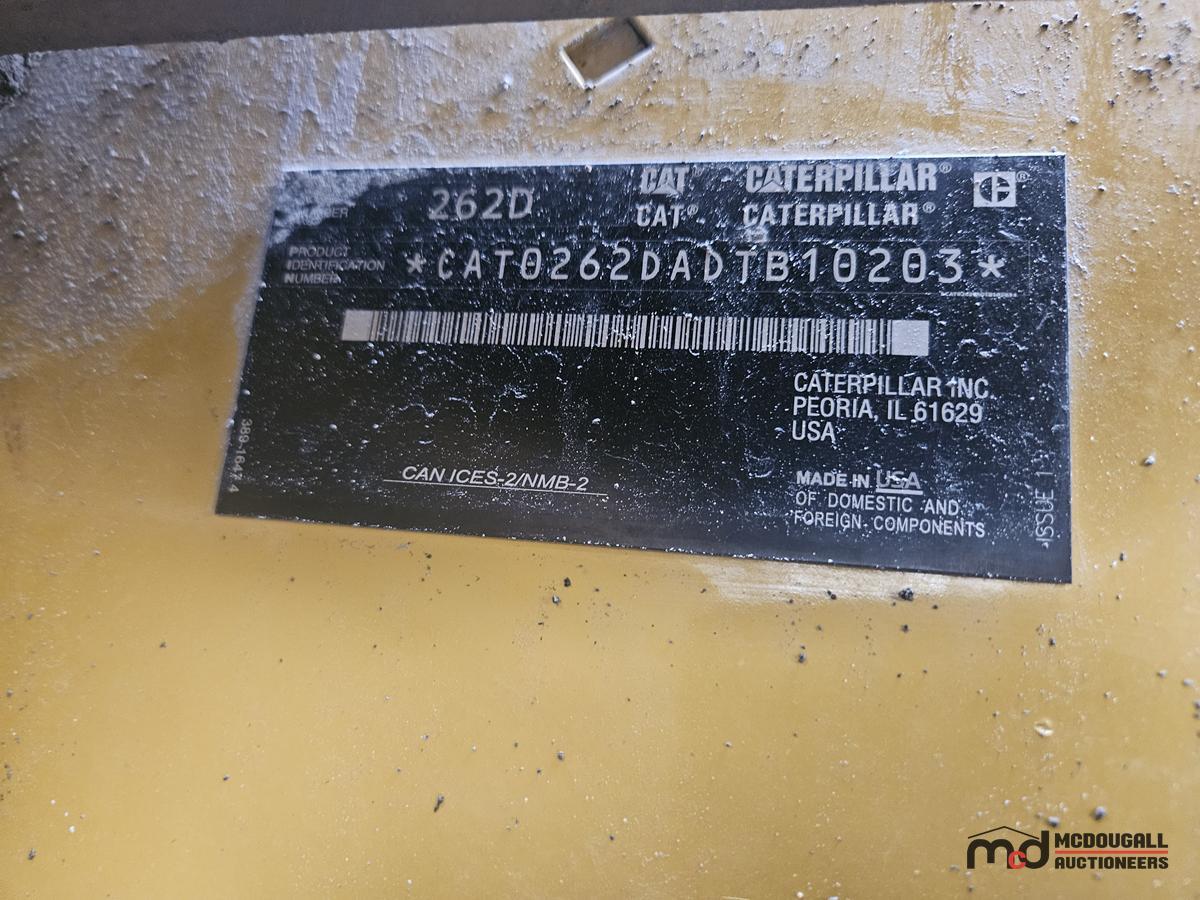 262D
CAT CATERPILLAR®
CAT® CATERPILLAR®
PRODUCT
IDENTIFICATION
NUMBER
*CAT0262DADTB10203*
CATERPILLAR INC.
PEORIA, IL 61629
USA
CAN ICES-2/NMB-2
MADE IN USA
OF DOMESTIC AND
FOREIGN COMPONENTS
ISSUE 1
MCDOUGALL
AUCTIONEERS